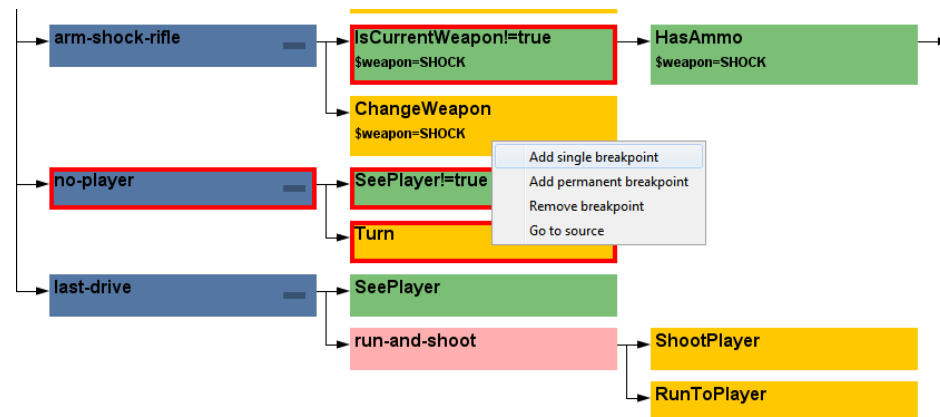 arm-shock-rifle
IsCurrentWeapon!=true
$weapon=SHOCK
HasAmmo
$weapon=SHOCK
ChangeWeapon
$weapon=SHOCK
Add single breakpoint
Add permanent breakpoint
Remove breakpoint
Go to source
no-player
SeePlayer!=true
Turn
last-drive
SeePlayer
run-and-shoot
ShootPlayer
RunToPlayer